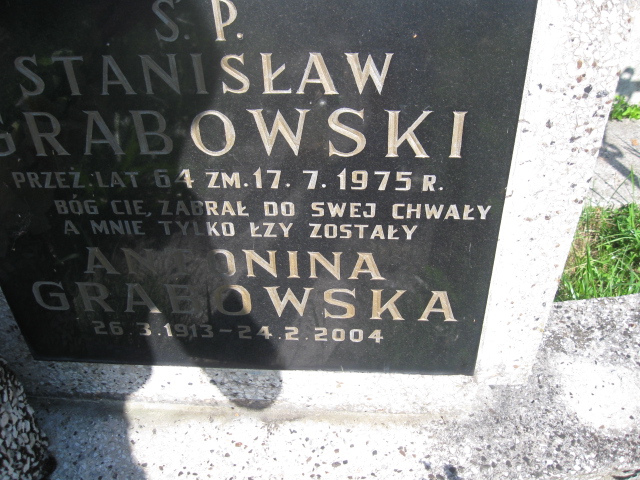 Ś. P.
STANISŁAW
GRABOWSKI
PRZEŻ. LAT 64 ZM. 17. 7. 1975 R.
BÓG CIĘ ZABRAŁ DO SWEJ CHWAŁY
A MNIE TYLKO ŁZY ZOSTAŁY
ANTONINA
GRABOWSKA
26.3.1913-24.2.2004